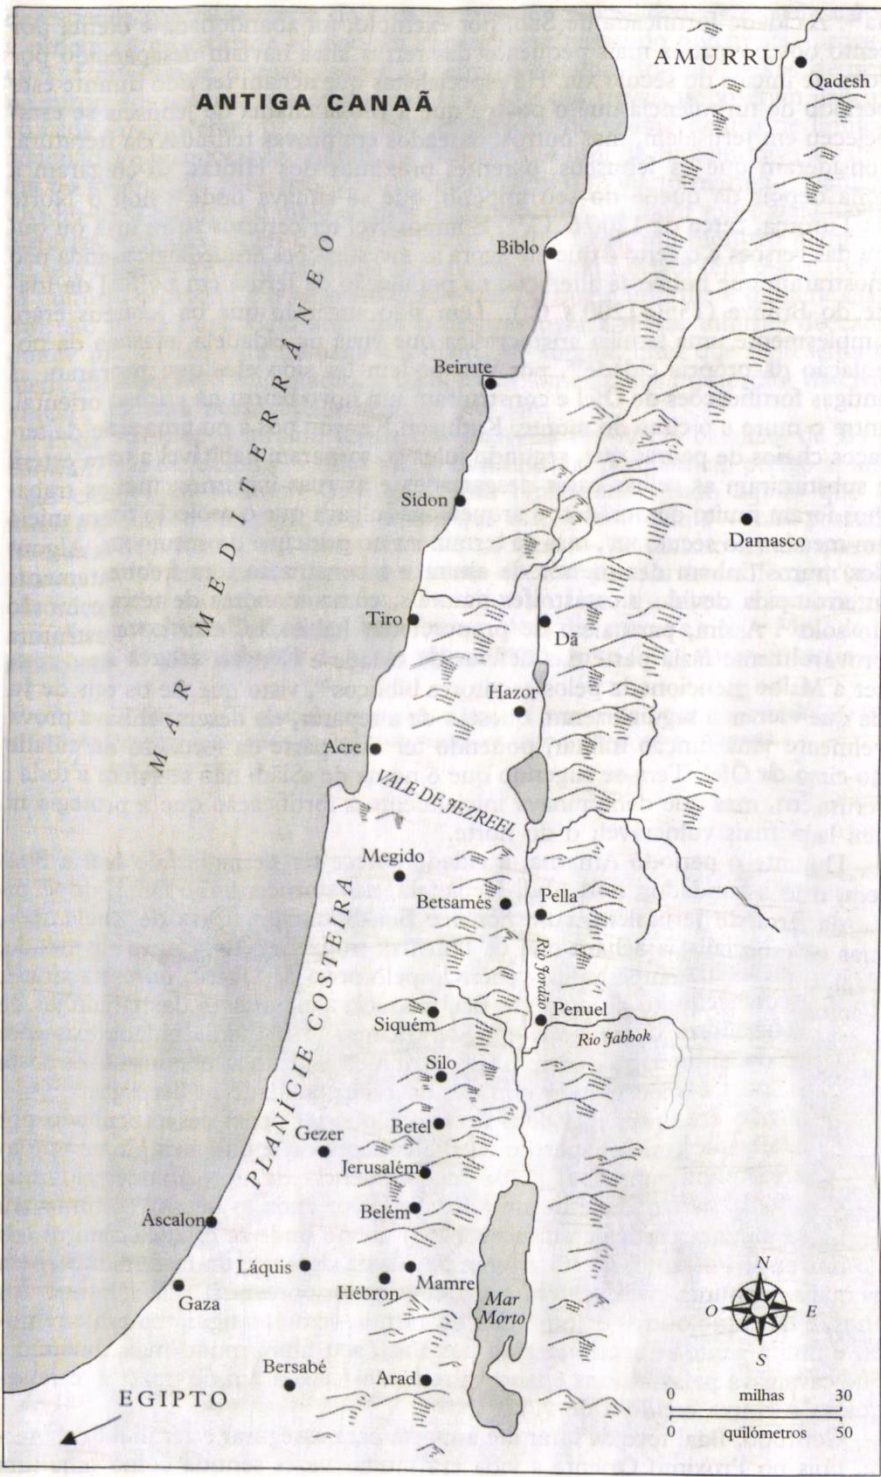 AMURRU
Qadesh
ANTIGA CANAÃ
Biblo
MAR MEDITERRÂNEO
Beirute
Sídon
Damasco
Tiro
Dã
Hazor
Acre
VALE DE JEZREEL
Megido
Betsamés
Pella
Rio Jordão
PLANÍCIE COSTEIRA
Siquém
Penuel
Rio Jabbok
Silo
Betel
Gezer
Jerusalém
Belém
Áscalon
Láquis
Hébron
Mamre
Gaza
Mar
Morto
N
O
E
S
Bersabé
Arad
EGIPTO
0 milhas 30
0 quilómetros 50